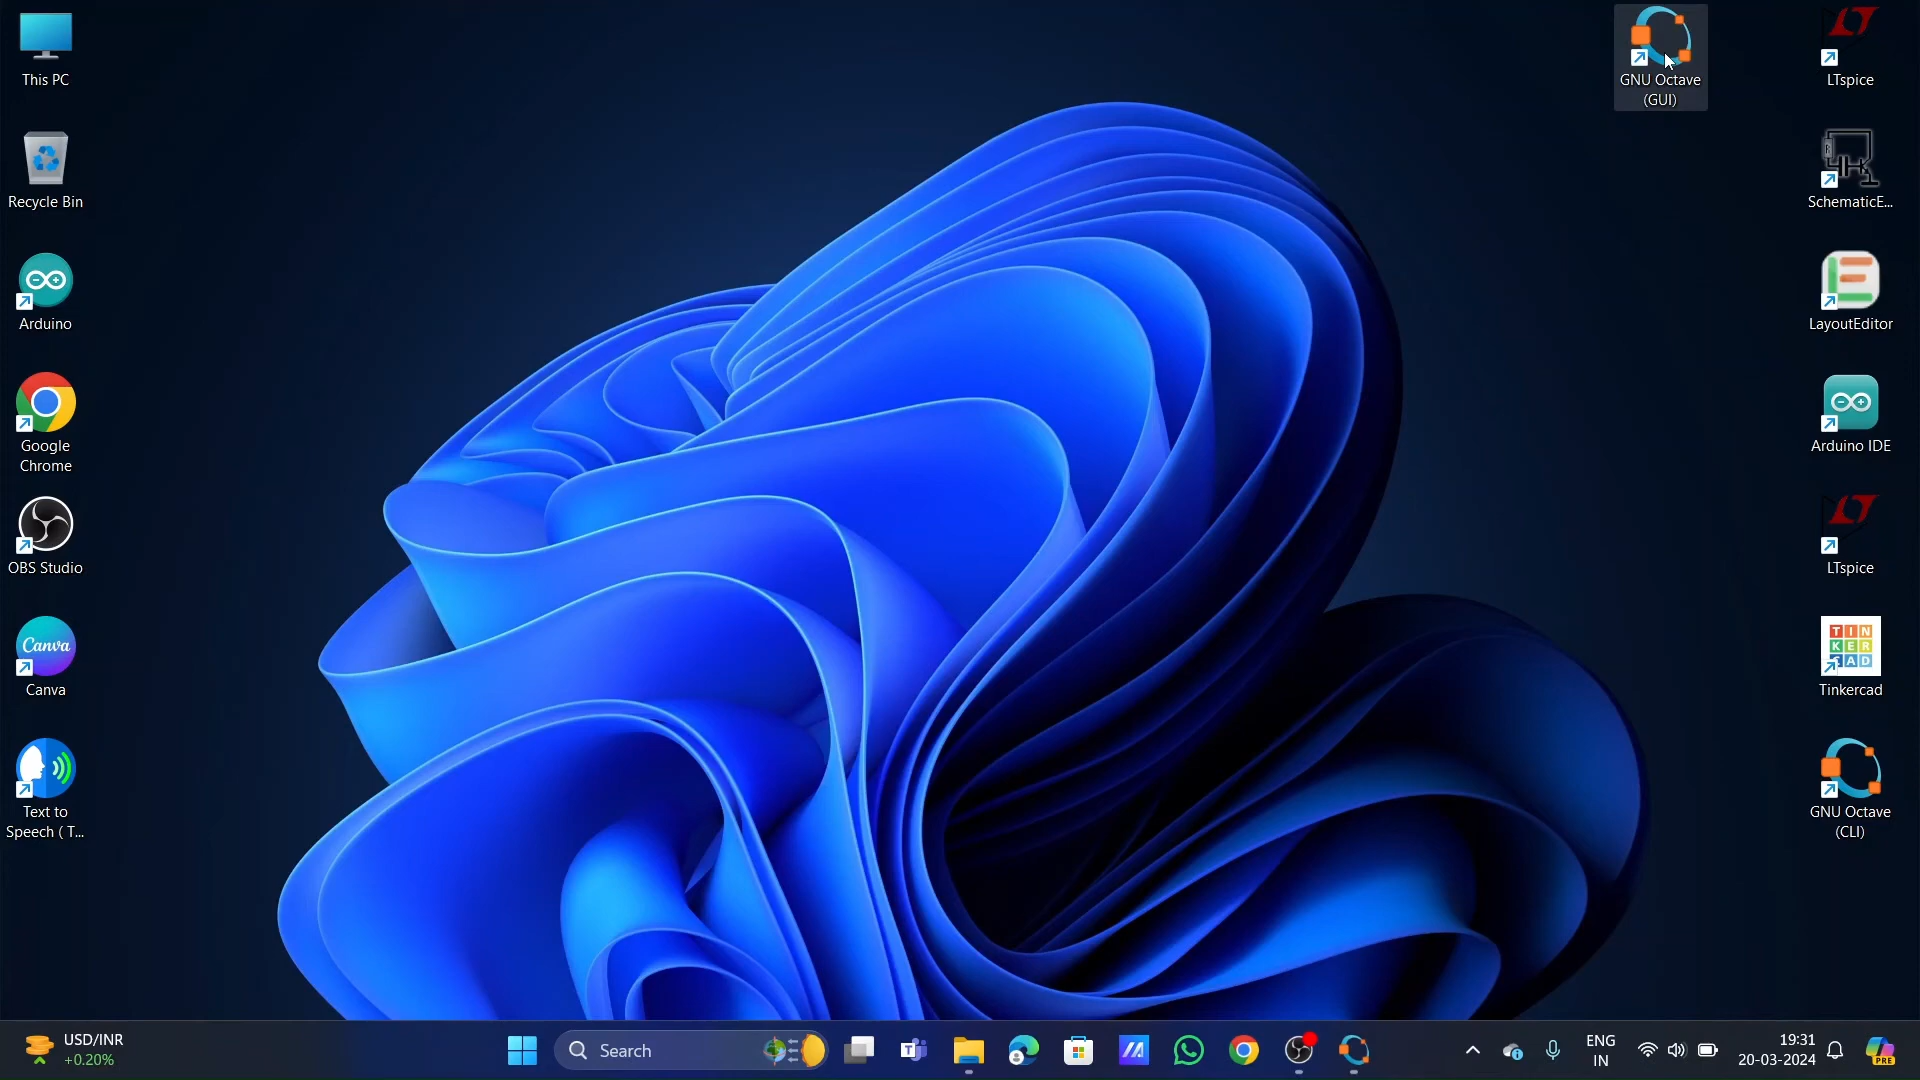 This PC
Recycle Bin
Arduino
Google
Chrome
OBS Studio
Canva
Canva
Text to
Speech ( T...
GNU Octave
(GUI)
LTspice
SchematicE...
LayoutEditor
Arduino IDE
LTspice
TIN
KER
CAD
Tinkercad
GNU Octave
(CLI)
USD/INR
+0.20%
Search
ENG
IN
19:31
20-03-2024
PRE